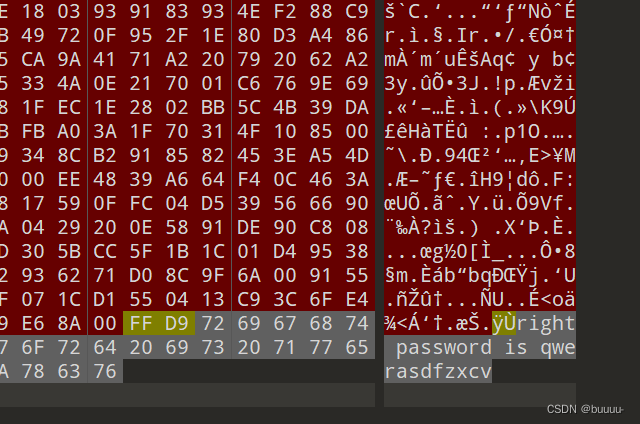 E 18 03 93 91 83 93 4E F2 88 C9 š`C.‘...“‘ƒ“NòˆÉ
B 49 72 0F 95 2F 1E 80 D3 A4 86 r.ì.§.Ir.•/.€Ó¤†
5 CA 9A 41 71 A2 20 79 20 62 A2 mÀ´m´uÊšAq¢ y b¢
5 33 4A 0E 21 70 01 C6 76 9E 69 3y.ûÕ•3J.!p.Ævži
8 1F EC 1E 28 02 BB 5C 4B 39 DA .«‘–…È.ì.(.»\K9Ú
B FB A0 3A 1F 70 31 4F 10 85 00 £êHàTËû :.p1O.….
9 34 8C B2 91 85 82 45 3E A5 4D ˜\.Ð.94Œ²‘…‚E>¥M
0 00 EE 48 39 A6 64 F4 0C 46 3A .Æ–˜ƒ€.îH9¦dô.F:
8 17 59 0F FC 04 D5 39 56 66 90 œUÕ.ãˆ.Y.ü.Õ9Vf.
A 04 29 20 0E 58 91 DE 90 C8 08 ¨‰À?ìš.) .X‘Þ.È.
D 30 5B CC 5F 1B 1C 01 D4 95 38 ...œg½0[Ì_...Ô•8
2 93 62 71 D0 8C 9F 6A 00 91 55 §m.Èáb“bqÐŒŸj.‘U
F 07 1C D1 55 04 13 C9 3C 6F E4 .ñŽû†...ÑU..É<oä
9 E6 8A 00 FF D9 72 69 67 68 74 ¾<Á‘†.æŠ.ÿÙright
7 6F 72 64 20 69 73 20 71 77 65 password is qwe
A 78 63 76 rasdfzxcv
CSDN @buuuu-